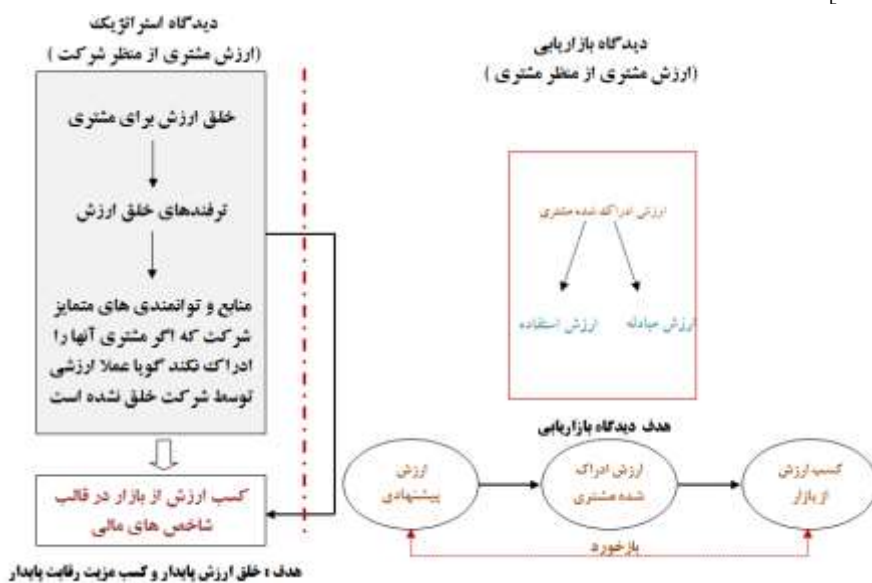 دیدگاه استراتژیک
(ارزش مشتری از منظر شرکت )
خلق ارزش برای مشتری
ترفندهای خلق ارزش
منابع و توانمندی های متمایز
شرکت که اگر مشتری آنها را
ادراک نکند گویا عملا ارزشی
توسط شرکت خلق نشده است
کسب ارزش از بازار در قالب
شاخص های مالی
هدف : خلق ارزش پایدار و کسب مزیت رقابت پایدار
دیدگاه بازاریابی
(ارزش مشتری از منظر مشتری )
ارزش ادراک شده مشتری
ارزش مبادله
ارزش استفاده
هدف دیدگاه بازاریابی
ارزش
پیشنهادی
ارزش ادراک
شده مشتری
کسب ارزش
از بازار
بازخورد